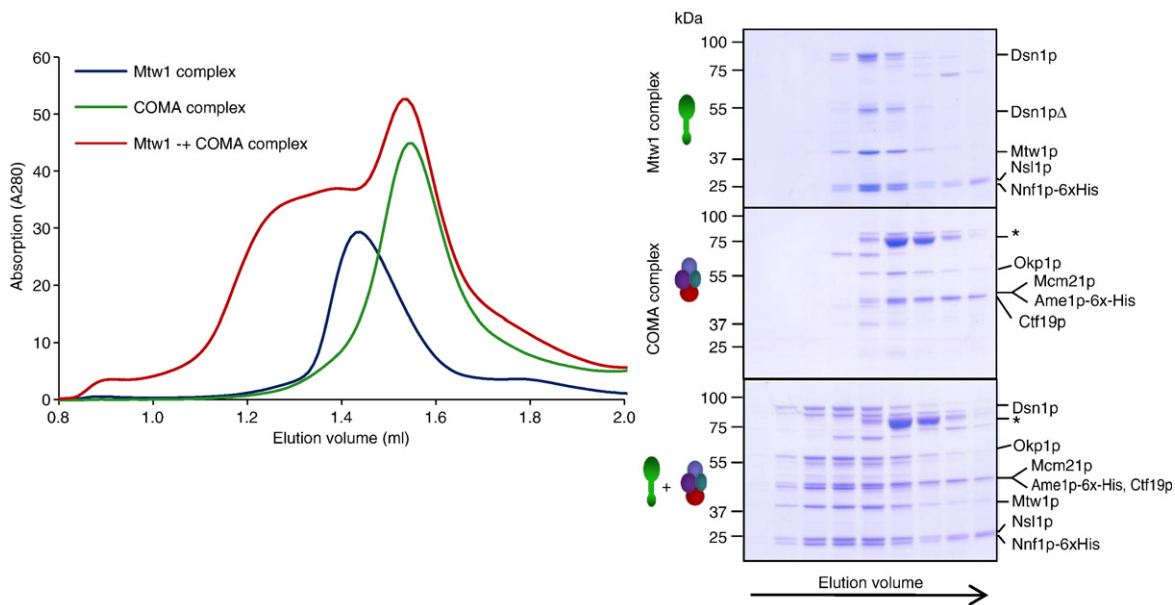 60
50
40
30
20
10
0
Absorption (A280)
Mtw1 complex
COMA complex
Mtw1 -+ COMA complex
0.8 1.0 1.2 1.4 1.6 1.8 2.0
Elution volume (ml)
kDa
Mtw1 complex
100
75
55
37
25
Dsn1p
Dsn1pΔ
Mtw1p
Nsl1p
Nnf1p-6xHis
COMA complex
100
75
55
37
25
*
Okp1p
Mcm21p
Ame1p-6x-His
Ctf19p
+
100
75
55
37
25
Dsn1p
*
Okp1p
Mcm21p
Ame1p-6x-His, Ctf19p
Mtw1p
Nsl1p
Nnf1p-6xHis
Elution volume